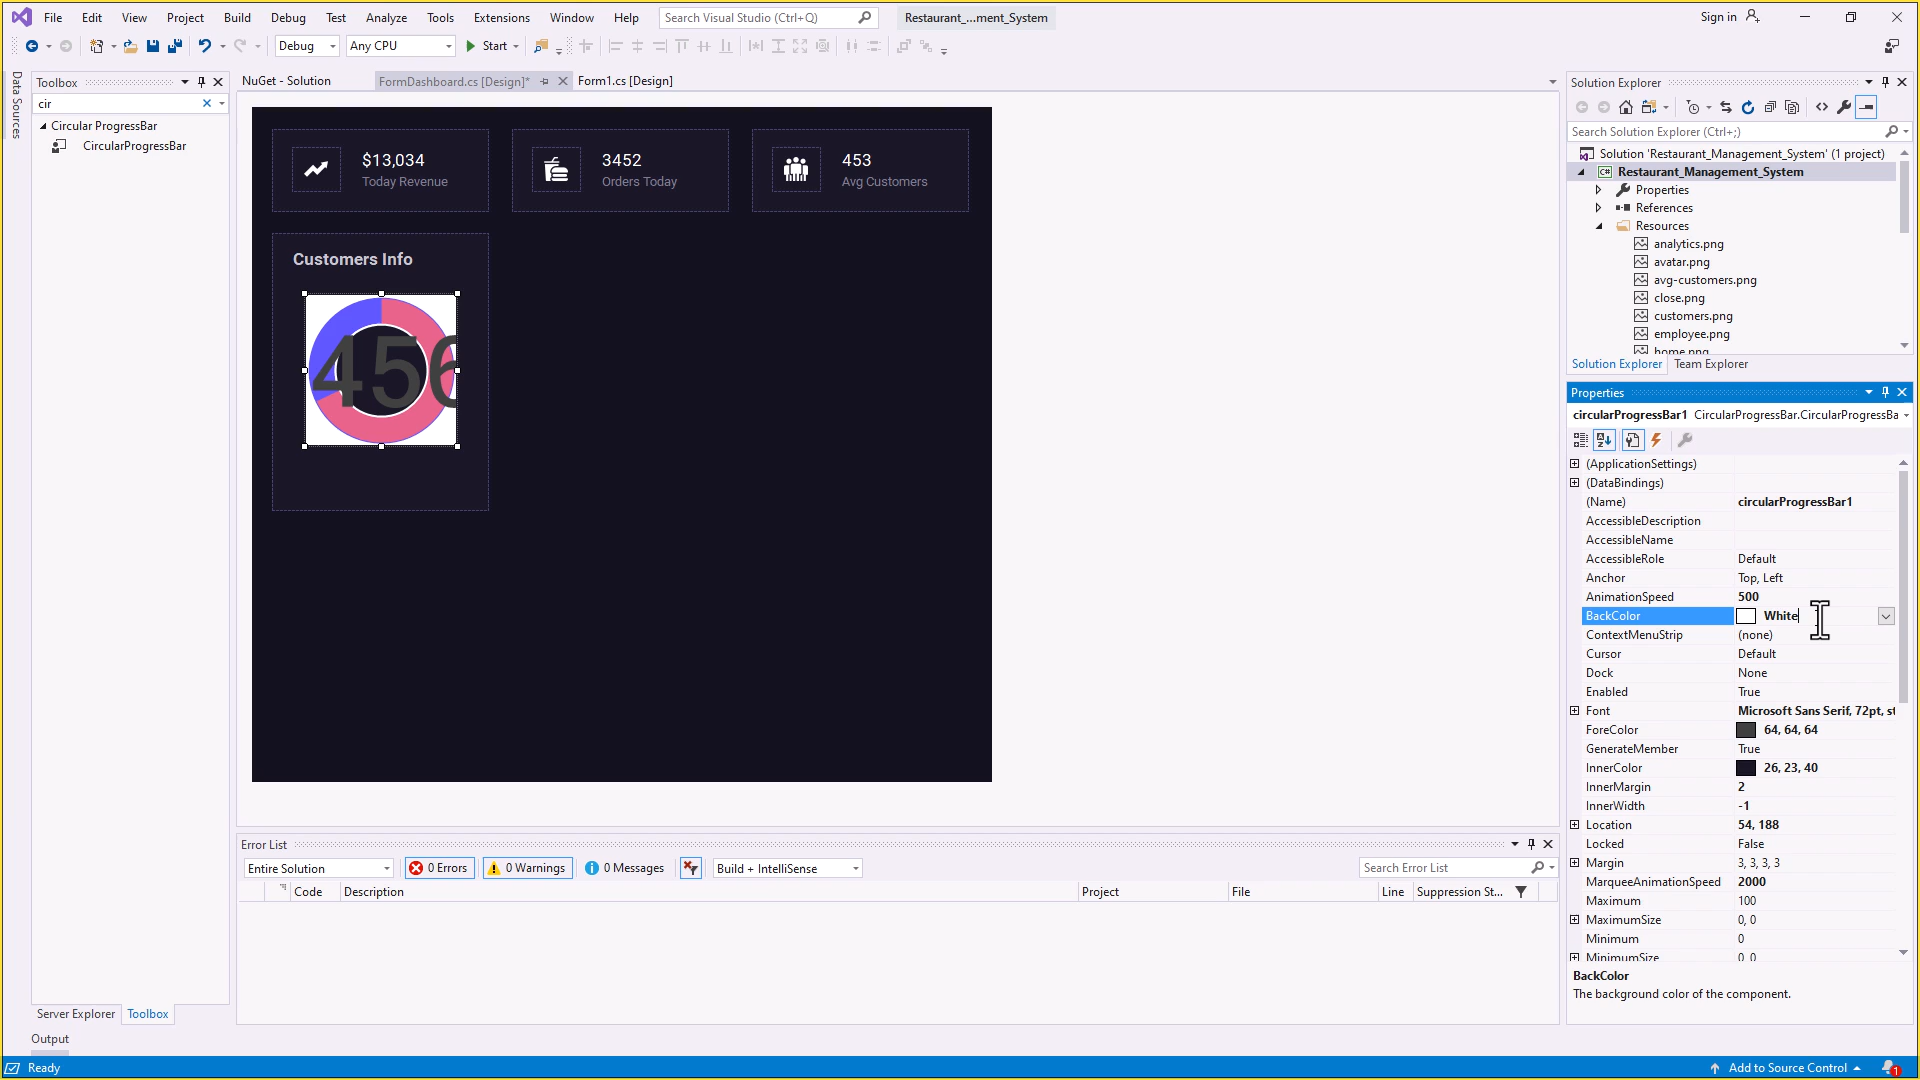 File Edit View Project Build Debug Test Analyze Tools Extensions Window Help Search Visual Studio (Ctrl+Q) Restaurant_...ment_System Sign in
Debug Any CPU Start
Data Sources
Toolbox
cir
Circular ProgressBar
CircularProgressBar
Server Explorer Toolbox
NuGet - Solution FormDashboard.cs [Design]* Form1.cs [Design]
$13,034
Today Revenue
3452
Orders Today
453
Avg Customers
Customers Info
456
Error List
Entire Solution 0 Errors 0 Warnings 0 Messages Build + IntelliSense Search Error List
Code Description Project File Line Suppression St...
Solution Explorer
Search Solution Explorer (Ctrl+;)
Solution 'Restaurant_Management_System' (1 project)
C# Restaurant_Management_System
Properties
References
Resources
analytics.png
avatar.png
avg-customers.png
close.png
customers.png
employee.png
home.png
Solution Explorer Team Explorer
Properties
circularProgressBar1 CircularProgressBar.CircularProgressBa
(ApplicationSettings)
(DataBindings)
(Name) circularProgressBar1
AccessibleDescription
AccessibleName
AccessibleRole Default
Anchor Top, Left
AnimationSpeed 500
BackColor White
ContextMenuStrip (none)
Cursor Default
Dock None
Enabled True
Font Microsoft Sans Serif, 72pt, st
ForeColor 64, 64, 64
GenerateMember True
InnerColor 26, 23, 40
InnerMargin 2
InnerWidth -1
Location 54, 188
Locked False
Margin 3, 3, 3, 3
MarqueeAnimationSpeed 2000
Maximum 100
MaximumSize 0, 0
Minimum 0
MinimumSize 0, 0
BackColor
The background color of the component.
Output
Ready Add to Source Control 1